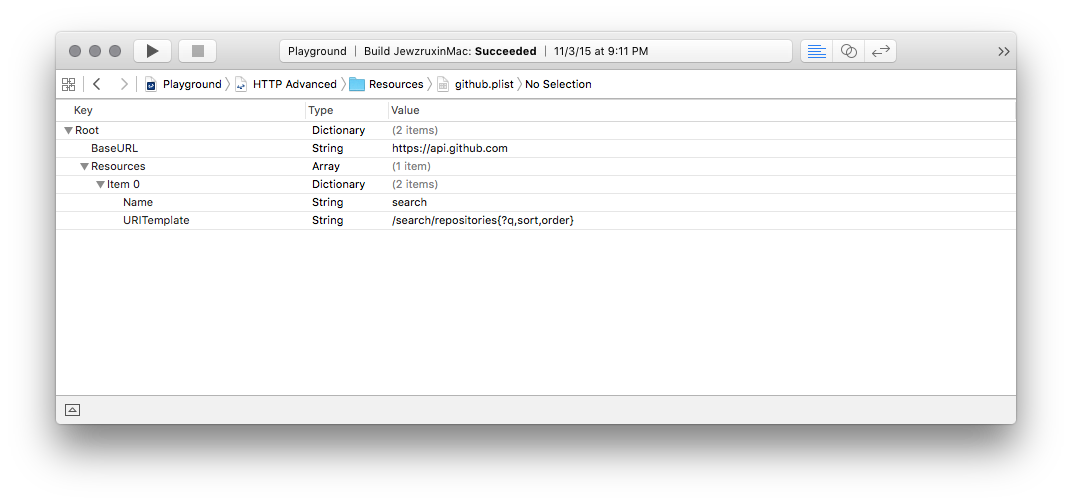 Playground | Build JewzruxinMac: Succeeded | 11/3/15 at 9:11 PM
Playground HTTP Advanced Resources github.plist No Selection
Key Type Value
Root Dictionary (2 items)
BaseURL String https://api.github.com
Resources Array (1 item)
Item 0 Dictionary (2 items)
Name String search
URITemplate String /search/repositories{?q,sort,order}